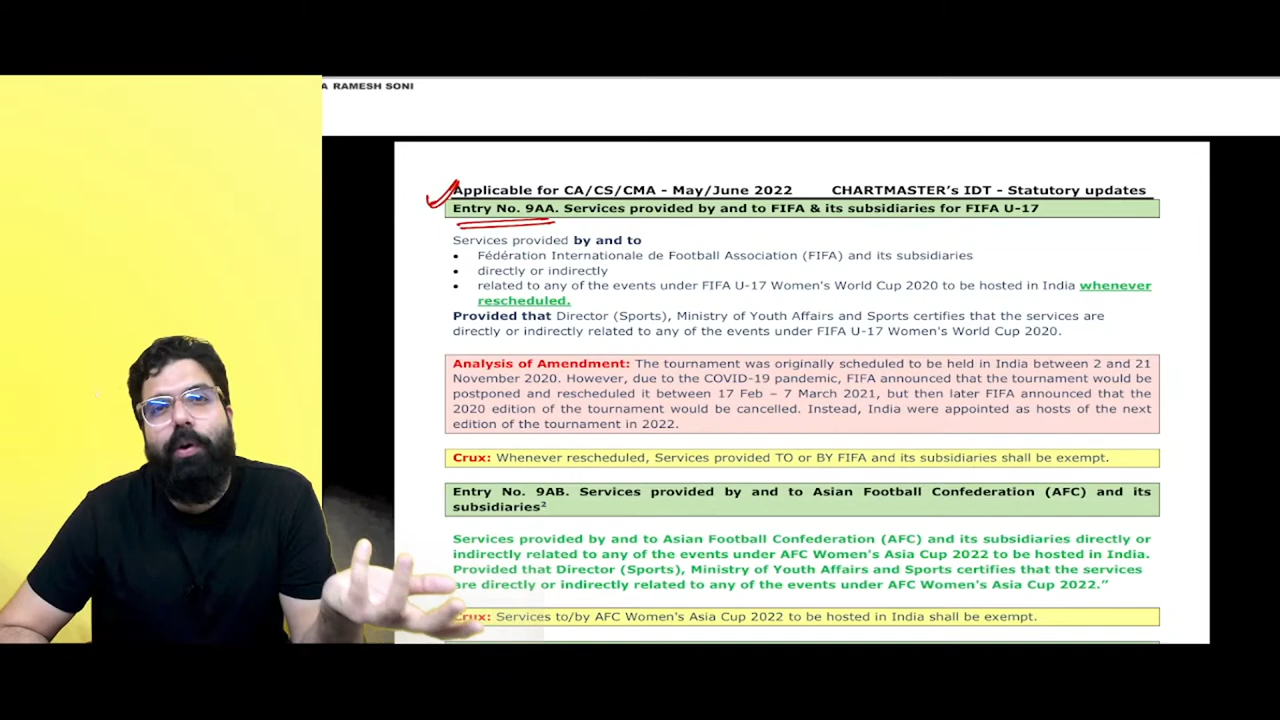 A RAMESH SONI
Applicable for CA/CS/CMA - May/June 2022 CHARTMASTER's IDT - Statutory updates
Entry No. 9AA. Services provided by and to FIFA & its subsidiaries for FIFA U-17
Services provided by and to
• Fédération Internationale de Football Association (FIFA) and its subsidiaries
• directly or indirectly
• related to any of the events under FIFA U-17 Women's World Cup 2020 to be hosted in India whenever
rescheduled.
Provided that Director (Sports), Ministry of Youth Affairs and Sports certifies that the services are
directly or indirectly related to any of the events under FIFA U-17 Women's World Cup 2020.
Analysis of Amendment: The tournament was originally scheduled to be held in India between 2 and 21
November 2020. However, due to the COVID-19 pandemic, FIFA announced that the tournament would be
postponed and rescheduled it between 17 Feb – 7 March 2021, but then later FIFA announced that the
2020 edition of the tournament would be cancelled. Instead, India were appointed as hosts of the next
edition of the tournament in 2022.
Crux: Whenever rescheduled, Services provided TO or BY FIFA and its subsidiaries shall be exempt.
Entry No. 9AB. Services provided by and to Asian Football Confederation (AFC) and its
subsidiaries²
Services provided by and to Asian Football Confederation (AFC) and its subsidiaries directly or
indirectly related to any of the events under AFC Women's Asia Cup 2022 to be hosted in India.
Provided that Director (Sports), Ministry of Youth Affairs and Sports certifies that the services
are directly or indirectly related to any of the events under AFC Women's Asia Cup 2022.”
Crux: Services to/by AFC Women's Asia Cup 2022 to be hosted in India shall be exempt.